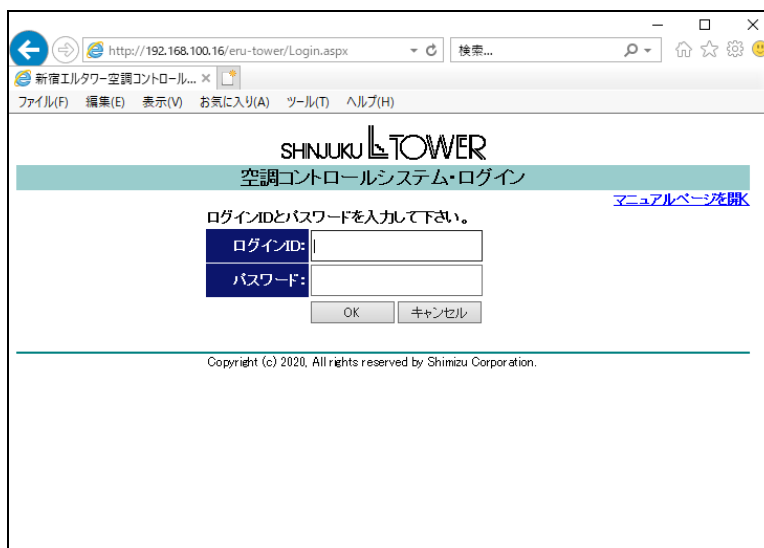 http://192.168.100.16/eru-tower/Login.aspx
検索...
新宿エルタワー空調コントロール...
ファイル(F) 編集(E) 表示(V) お気に入り(A) ツール(T) ヘルプ(H)
SHINJUKU L TOWER
空調コントロールシステム・ログイン
マニュアルページを開く
ログインIDとパスワードを入力して下さい。
ログインID:
パスワード:
OK キャンセル
Copyright (c) 2020, All rights reserved by Shimizu Corporation.